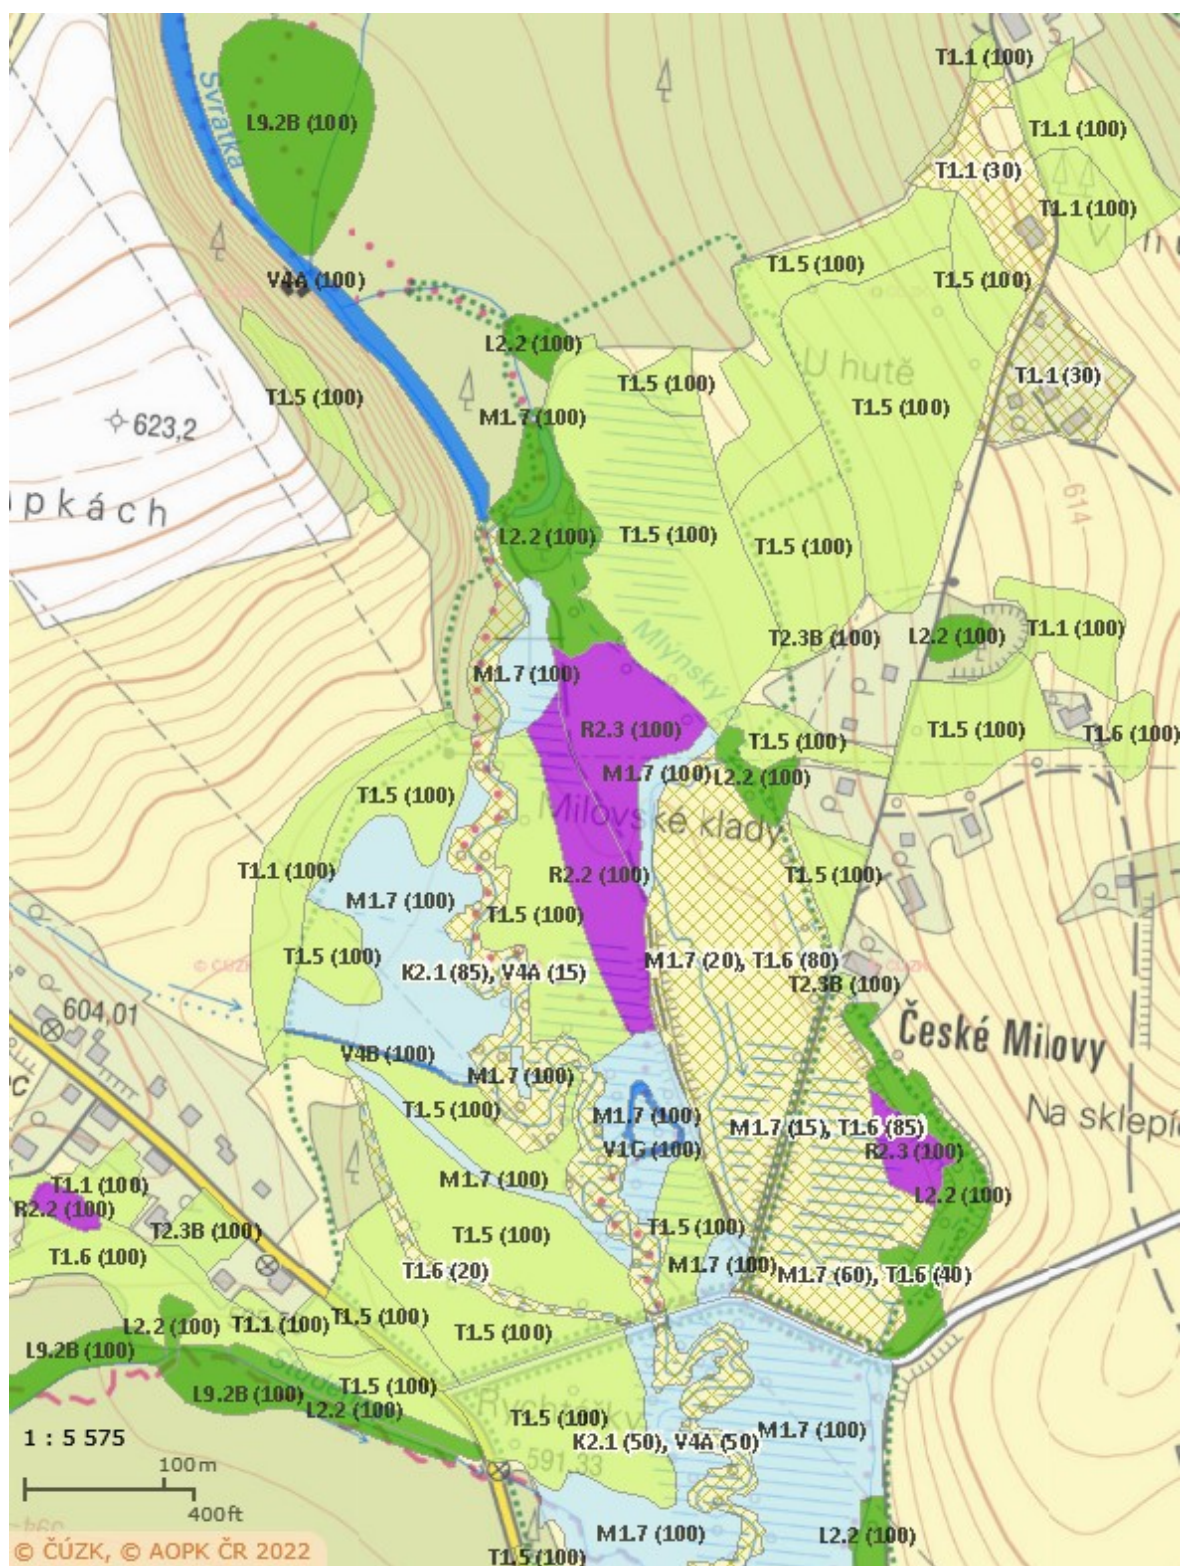 T1.1 (100)
Svratka
L9.2B (100)
T1.1 (100)
T1.1 (30)
T1.1 (100)
V4A (100)
T1.5 (100)
T1.5 (100)
L2.2 (100)
U hutě
T1.5 (100)
T1.5 (100)
T1.1 (30)
T1.5 (100)
M1.7 (100)
623,2
614
pkách
L2.2 (100)
T1.5 (100)
T1.5 (100)
T2.3B (100)
L2.2 (100)
T1.1 (100)
Mlýnský
M1.7 (100)
R2.3 (100)
T1.5 (100)
T1.5 (100)
T1.6 (100)
M1.7 (100)
L2.2 (100)
T1.5 (100)
Milovské klady
T1.1 (100)
R2.2 (100)
T1.5 (100)
M1.7 (100)
T1.5 (100)
T1.5 (100)
© ČÚZK
K2.1 (85), V4A (15)
M1.7 (20), T1.6 (80)
© ČÚZK
T2.3B (100)
604,01
České Milovy
V4B (100)
M1.7 (100)
T1.5 (100)
M1.7 (100)
Na sklepí
M1.7 (15), T1.6 (85)
V1G (100)
R2.3 (100)
M1.7 (100)
T1.1 (100)
L2.2 (100)
R2.2 (100)
T2.3B (100)
T1.5 (100)
T1.5 (100)
T1.6 (100)
T1.6 (20)
M1.7 (100)
M1.7 (60), T1.6 (40)
L2.2 (100)
T1.1 (100)
T1.5 (100)
T1.5 (100)
L9.2B (100)
L9.2B (100)
T1.5 (100)
L2.2 (100)
Rychtářky
T1.5 (100)
M1.7 (100)
1 : 5 575
K2.1 (50), V4A (50)
591,33
100m
400ft
M1.7 (100)
L2.2 (100)
© ČÚZK, © AOPK ČR 2022
T1.5 (100)